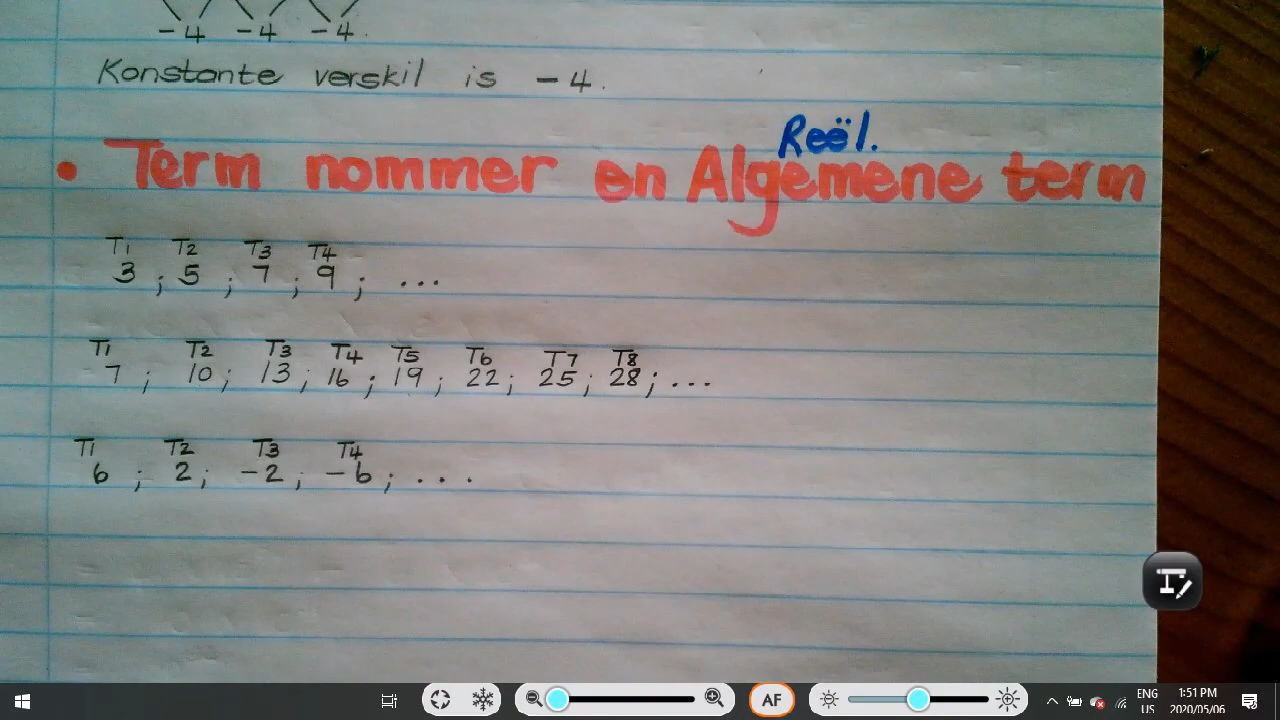 -4 -4 -4
Konstante verskil is -4.
Reël.
• Term nommer en Algemene term
T1 T2 T3 T4
3 ; 5 ; 7 ; 9 ; ...
T1 T2 T3 T4 T5 T6 T7 T8
7 ; 10 ; 13 ; 16 ; 19 ; 22 ; 25 ; 28 ; ...
T1 T2 T3 T4
6 ; 2 ; -2 ; -6 ; ...
AF
ENG 1:51 PM
US 2020/05/06